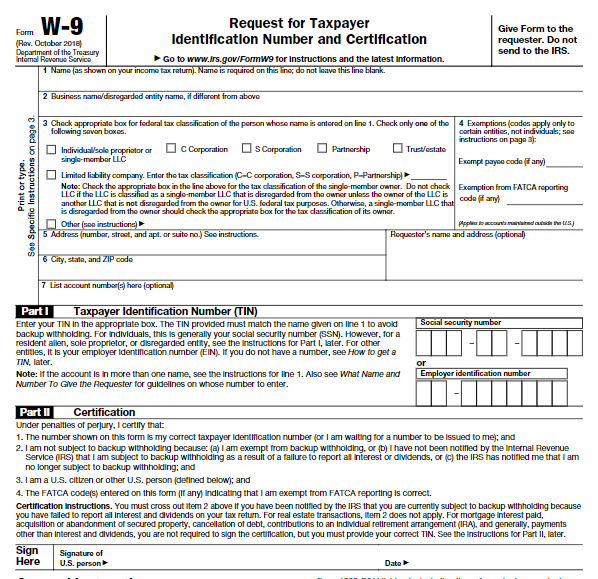 Form W-9
(Rev. October 2018)
Department of the Treasury
Internal Revenue Service
Request for Taxpayer
Identification Number and Certification
▶ Go to www.irs.gov/FormW9 for instructions and the latest information.
Give Form to the
requester. Do not
send to the IRS.
Print or type.
See Specific Instructions on page 3.
1 Name (as shown on your income tax return). Name is required on this line; do not leave this line blank.
2 Business name/disregarded entity name, if different from above
3 Check appropriate box for federal tax classification of the person whose name is entered on line 1. Check only one of the
following seven boxes.
Individual/sole proprietor or
single-member LLC
C Corporation
S Corporation
Partnership
Trust/estate
Limited liability company. Enter the tax classification (C=C corporation, S=S corporation, P=Partnership) ▶
Note: Check the appropriate box in the line above for the tax classification of the single-member owner. Do not check
LLC if the LLC is classified as a single-member LLC that is disregarded from the owner unless the owner of the LLC is
another LLC that is not disregarded from the owner for U.S. federal tax purposes. Otherwise, a single-member LLC that
is disregarded from the owner should check the appropriate box for the tax classification of its owner.
Other (see instructions) ▶
4 Exemptions (codes apply only to
certain entities, not individuals; see
instructions on page 3):
Exempt payee code (if any)
Exemption from FATCA reporting
code (if any)
(Applies to accounts maintained outside the U.S.)
5 Address (number, street, and apt. or suite no.) See instructions.
Requester's name and address (optional)
6 City, state, and ZIP code
7 List account number(s) here (optional)
Part I Taxpayer Identification Number (TIN)
Enter your TIN in the appropriate box. The TIN provided must match the name given on line 1 to avoid
backup withholding. For individuals, this is generally your social security number (SSN). However, for a
resident alien, sole proprietor, or disregarded entity, see the instructions for Part I, later. For other
entities, it is your employer identification number (EIN). If you do not have a number, see How to get a
TIN, later.
Note: If the account is in more than one name, see the instructions for line 1. Also see What Name and
Number To Give the Requester for guidelines on whose number to enter.
Social security number
– –
or
Employer identification number
–
Part II Certification
Under penalties of perjury, I certify that:
1. The number shown on this form is my correct taxpayer identification number (or I am waiting for a number to be issued to me); and
2. I am not subject to backup withholding because: (a) I am exempt from backup withholding, or (b) I have not been notified by the Internal Revenue
Service (IRS) that I am subject to backup withholding as a result of a failure to report all interest or dividends, or (c) the IRS has notified me that I am
no longer subject to backup withholding; and
3. I am a U.S. citizen or other U.S. person (defined below); and
4. The FATCA code(s) entered on this form (if any) indicating that I am exempt from FATCA reporting is correct.
Certification instructions. You must cross out item 2 above if you have been notified by the IRS that you are currently subject to backup withholding because
you have failed to report all interest and dividends on your tax return. For real estate transactions, item 2 does not apply. For mortgage interest paid,
acquisition or abandonment of secured property, cancellation of debt, contributions to an individual retirement arrangement (IRA), and generally, payments
other than interest and dividends, you are not required to sign the certification, but you must provide your correct TIN. See the instructions for Part II, later.
Sign
Here
Signature of
U.S. person ▶
Date ▶